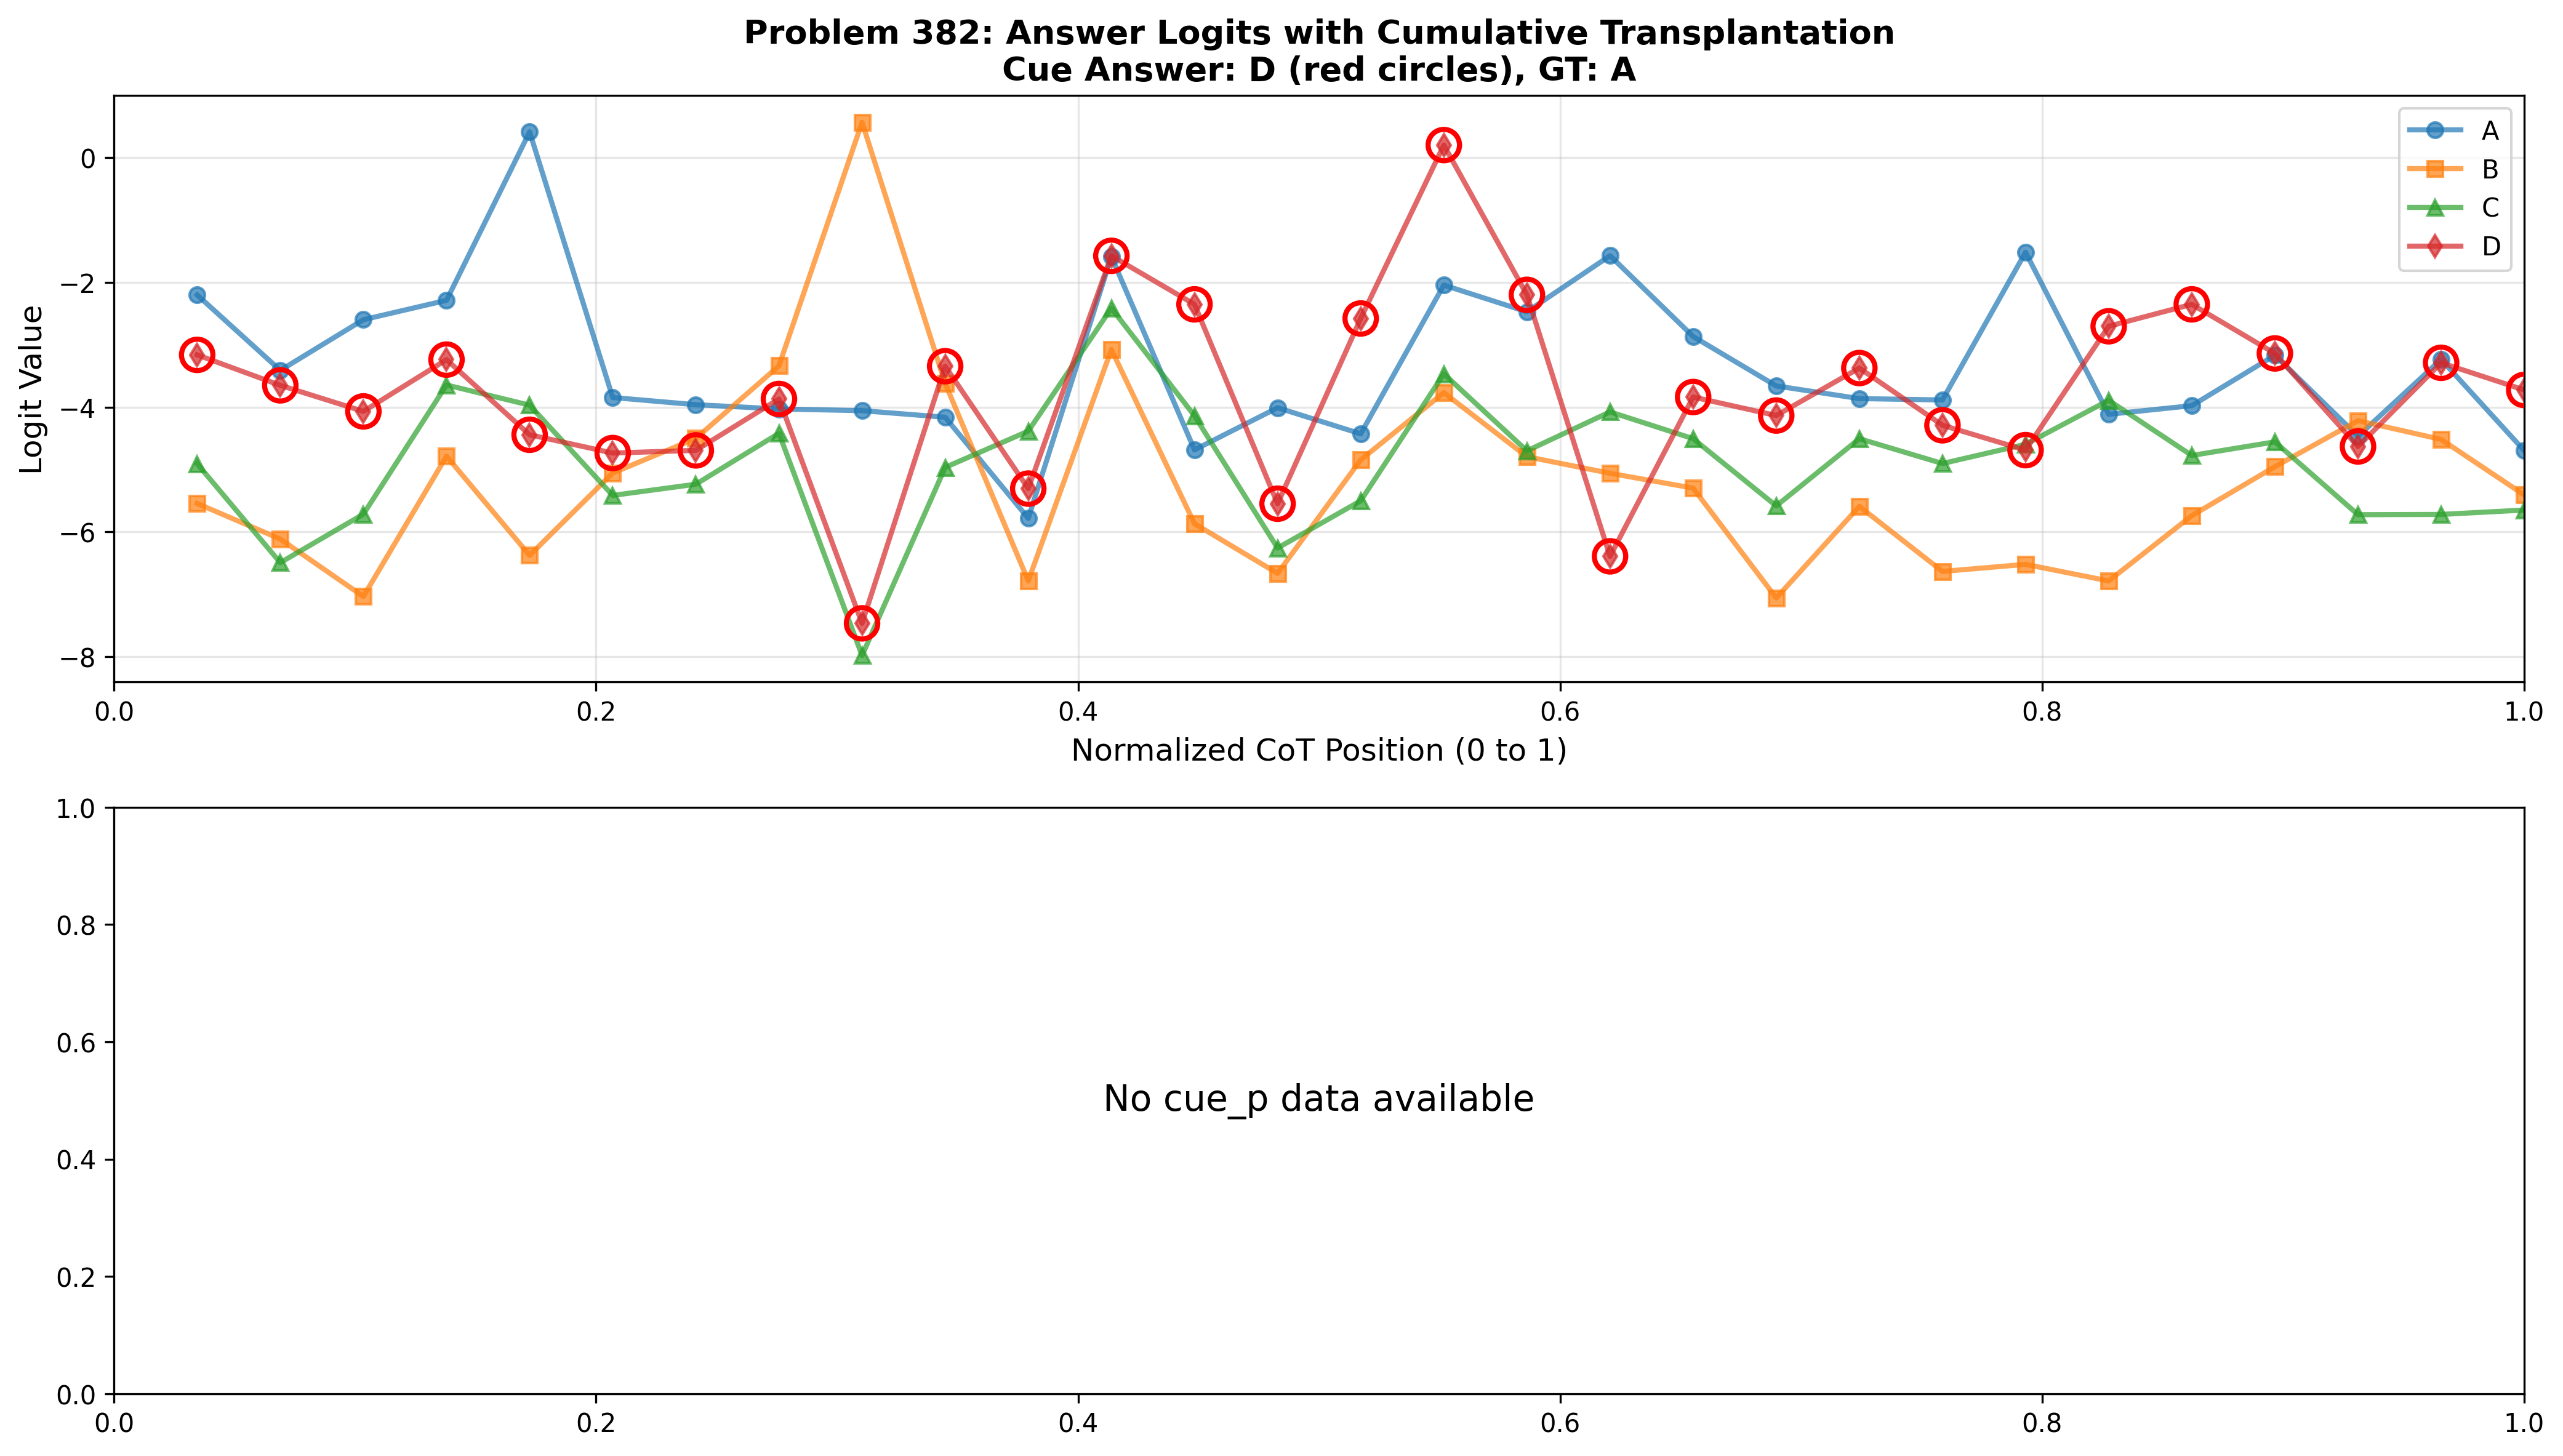 Problem 382: Answer Logits with Cumulative Transplantation
Cue Answer: D (red circles), GT: A
A
B
C
D
Logit Value
0
−2
−4
−6
−8
0.0
0.2
0.4
0.6
0.8
1.0
Normalized CoT Position (0 to 1)
1.0
0.8
0.6
0.4
0.2
0.0
No cue_p data available
0.0
0.2
0.4
0.6
0.8
1.0